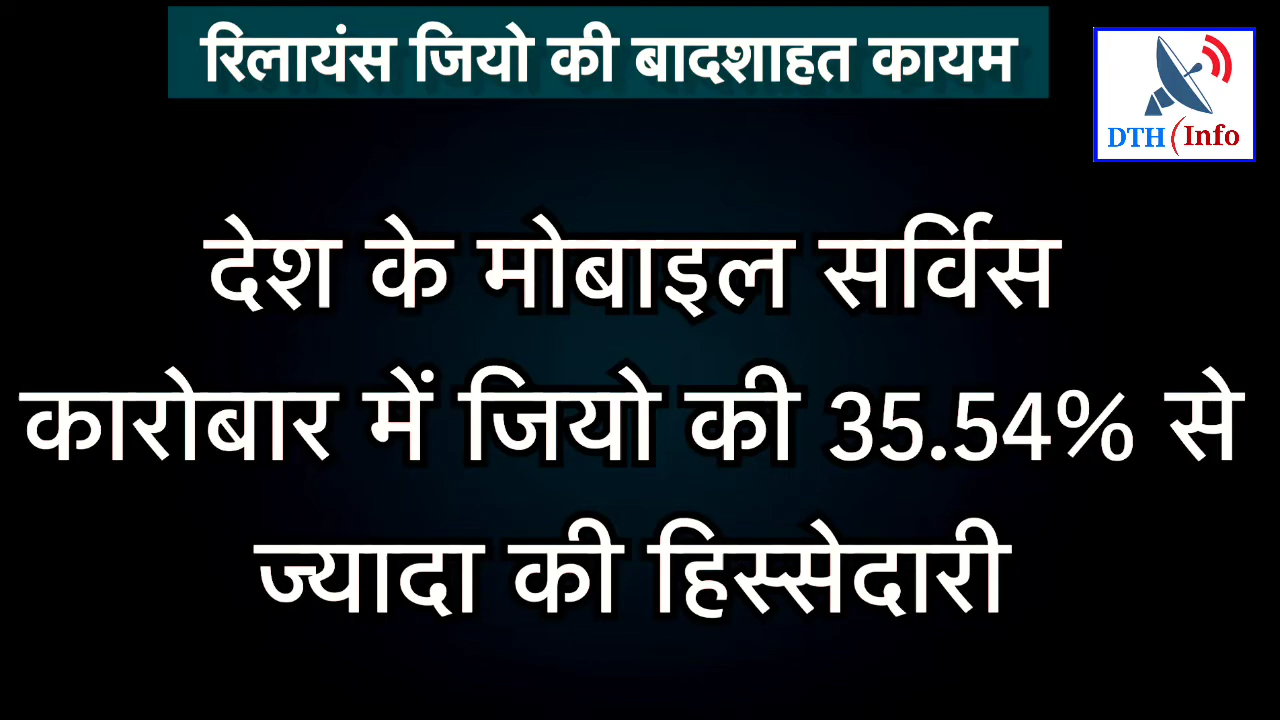 रिलायंस जियो की बादशाहत कायम
DTH Info
देश के मोबाइल सर्विस
कारोबार में जियो की 35.54% से
ज्यादा की हिस्सेदारी